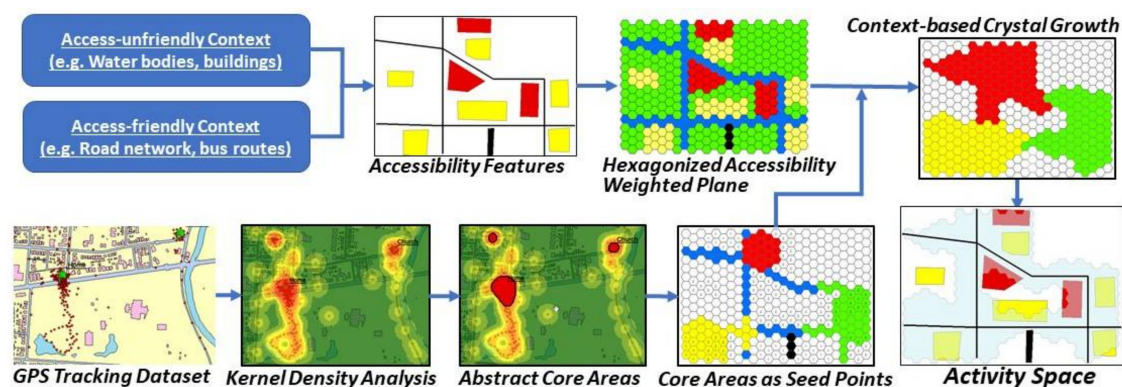 Access-unfriendly Context
(e.g. Water bodies, buildings)
Access-friendly Context
(e.g. Road network, bus routes)
Accessibility Features
Hexagonized Accessibility
Weighted Plane
Context-based Crystal Growth
GPS Tracking Dataset
Kernel Density Analysis
Abstract Core Areas
Core Areas as Seed Points
Activity Space